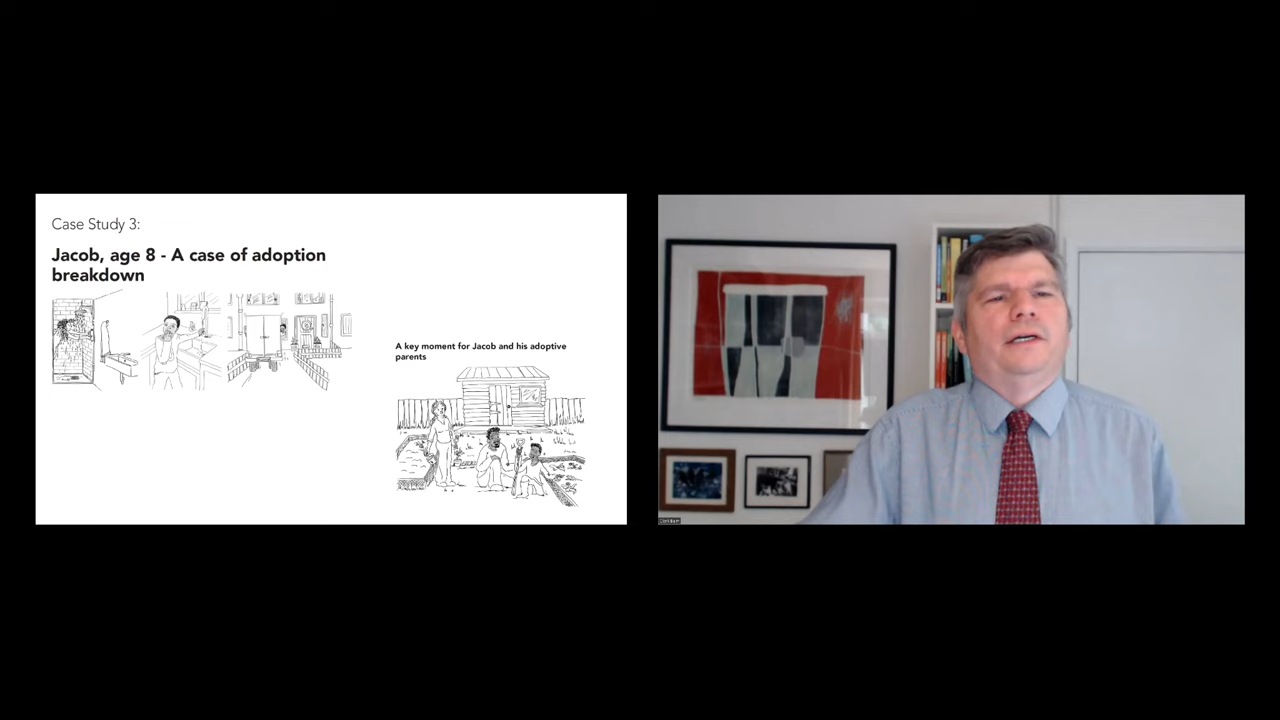 Case Study 3:
Jacob, age 8 - A case of adoption
breakdown
A key moment for Jacob and his adoptive
parents